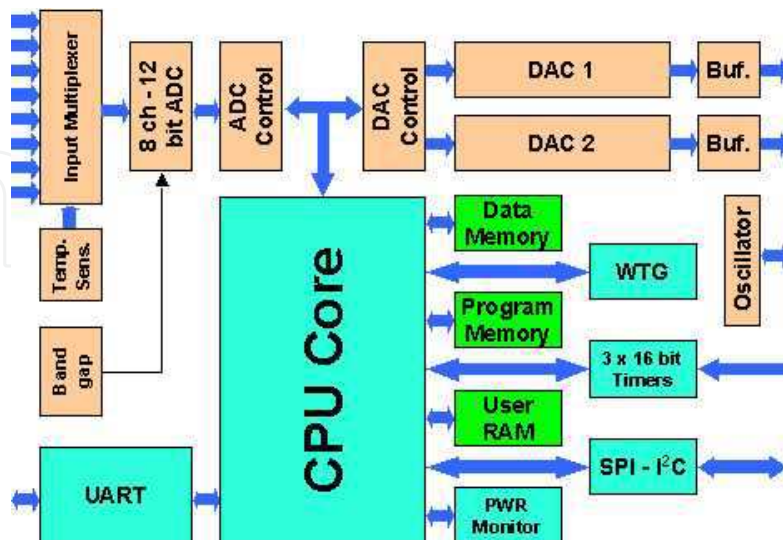 Input Multiplexer
8 ch - 12
bit ADC
ADC
Control
DAC
Control
DAC 1
Buf.
DAC 2
Buf.
Temp.
Sens.
Band
gap
UART
CPU Core
Data
Memory
WTG
Program
Memory
3 x 16 bit
Timers
User
RAM
SPI - I²C
PWR
Monitor
Oscillator